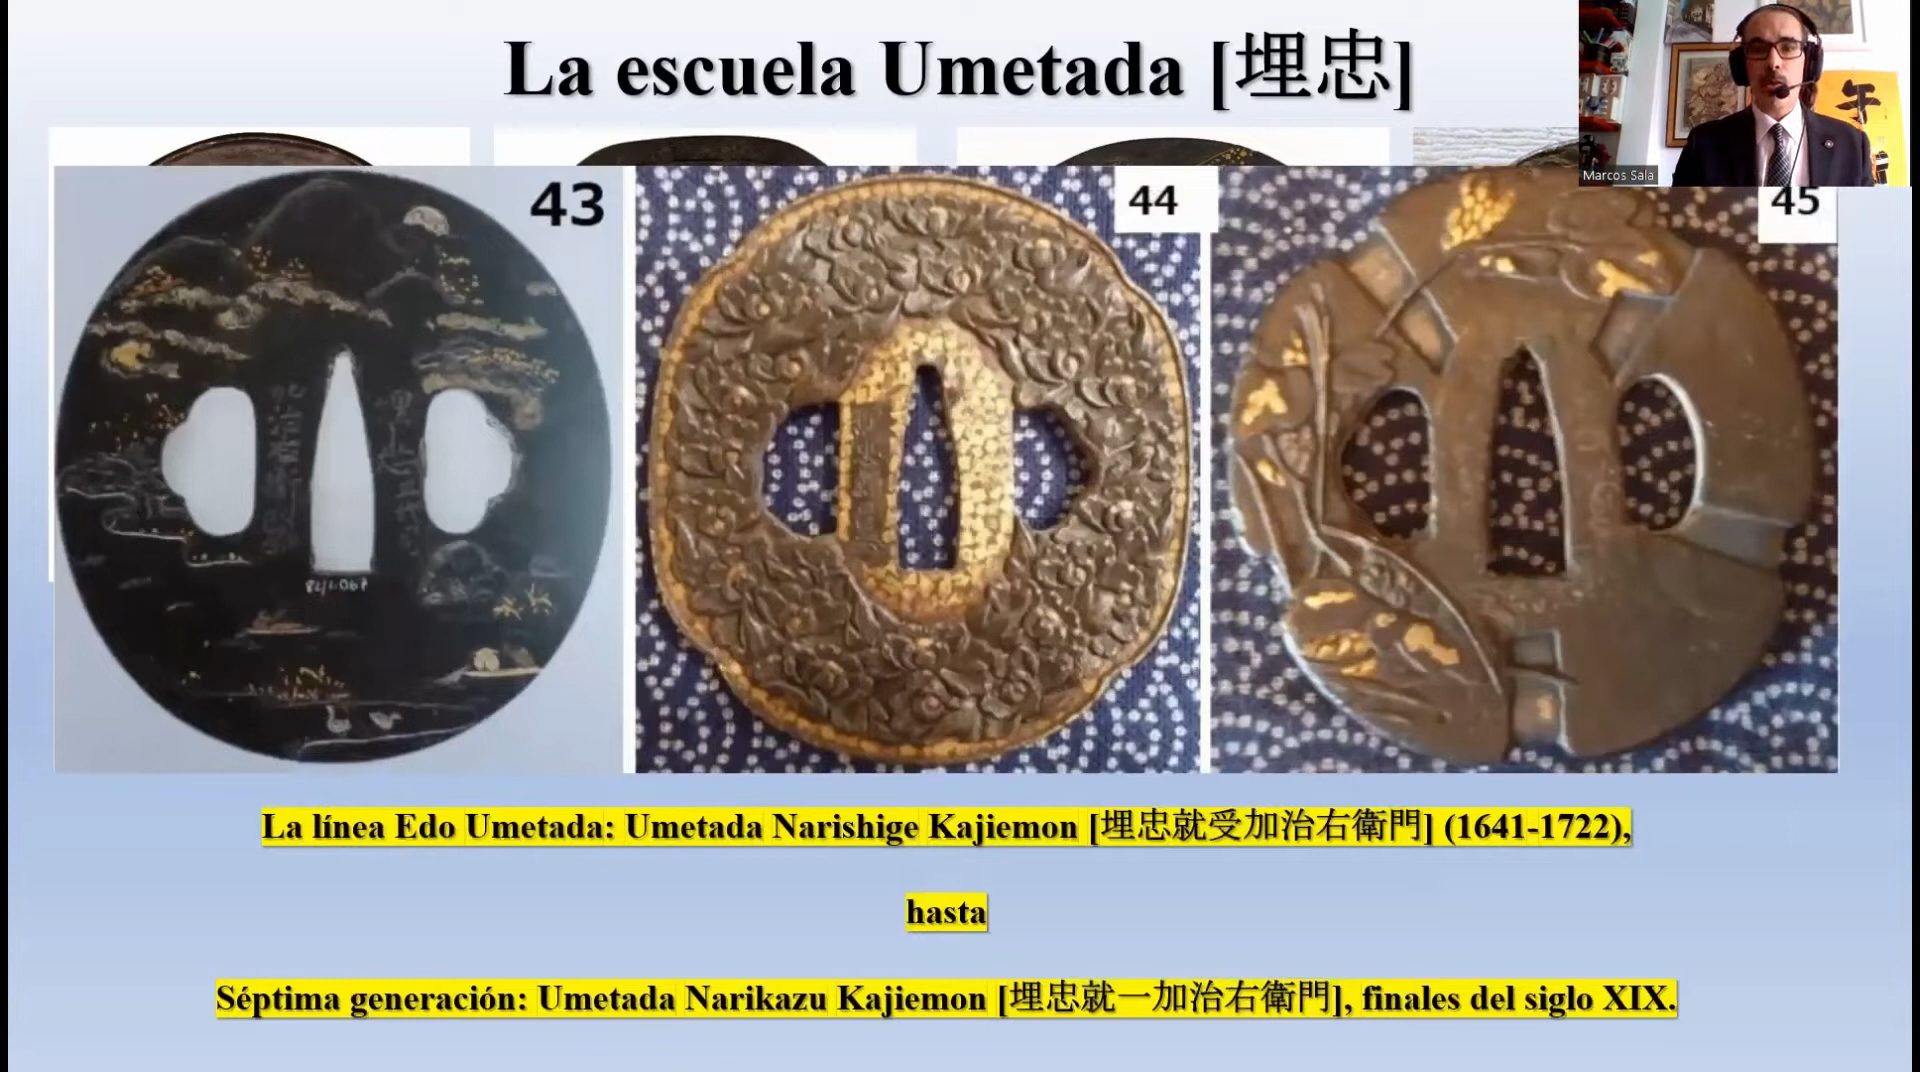 La escuela Umetada [埋忠]
Marcos Sala
43
44
45
La línea Edo Umetada: Umetada Narishige Kajiemon [埋忠就受加治右衛門] (1641-1722),
hasta
Séptima generación: Umetada Narikazu Kajiemon [埋忠就一加治右衛門], finales del siglo XIX.